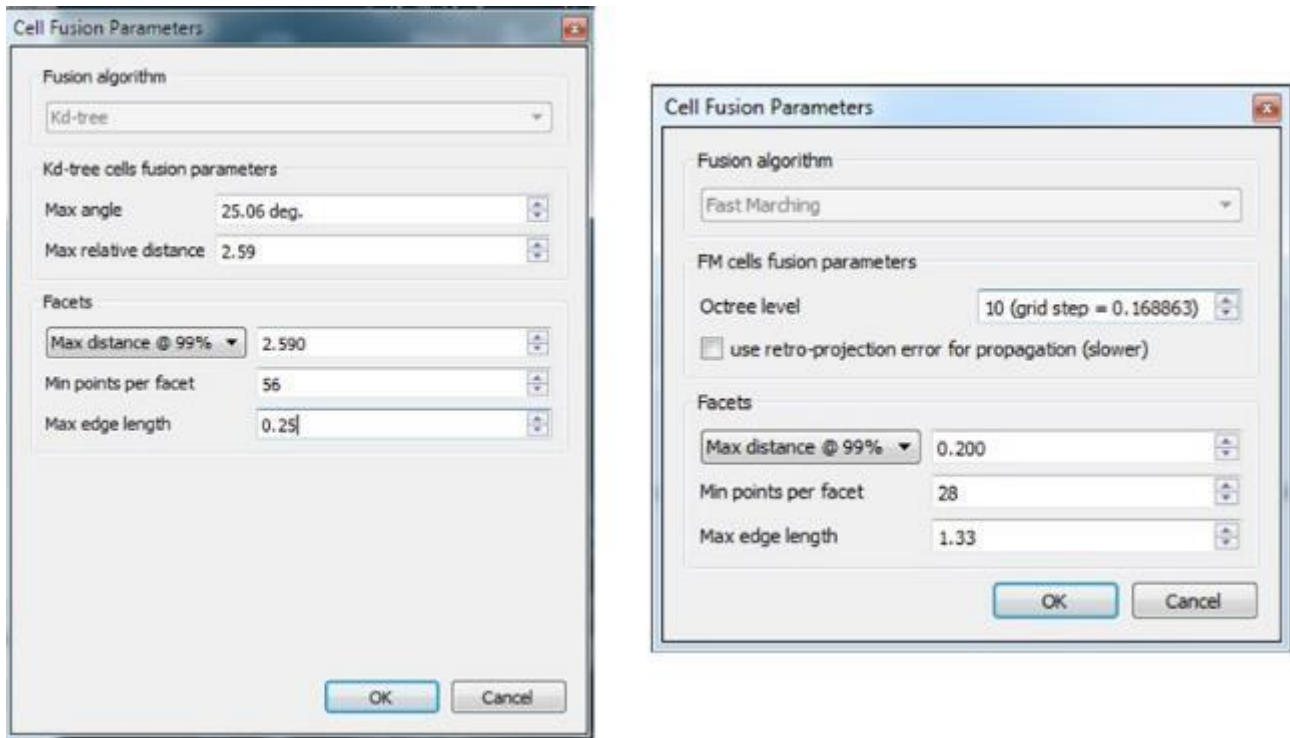 Cell Fusion Parameters
Fusion algorithm
Kd-tree
Kd-tree cells fusion parameters
Max angle 25.06 deg.
Max relative distance 2.59
Facets
Max distance @ 99% 2.590
Min points per facet 56
Max edge length 0.25
OK Cancel
Cell Fusion Parameters
Fusion algorithm
Fast Marching
FM cells fusion parameters
Octree level 10 (grid step = 0.168863)
use retro-projection error for propagation (slower)
Facets
Max distance @ 99% 0.200
Min points per facet 28
Max edge length 1.33
OK Cancel